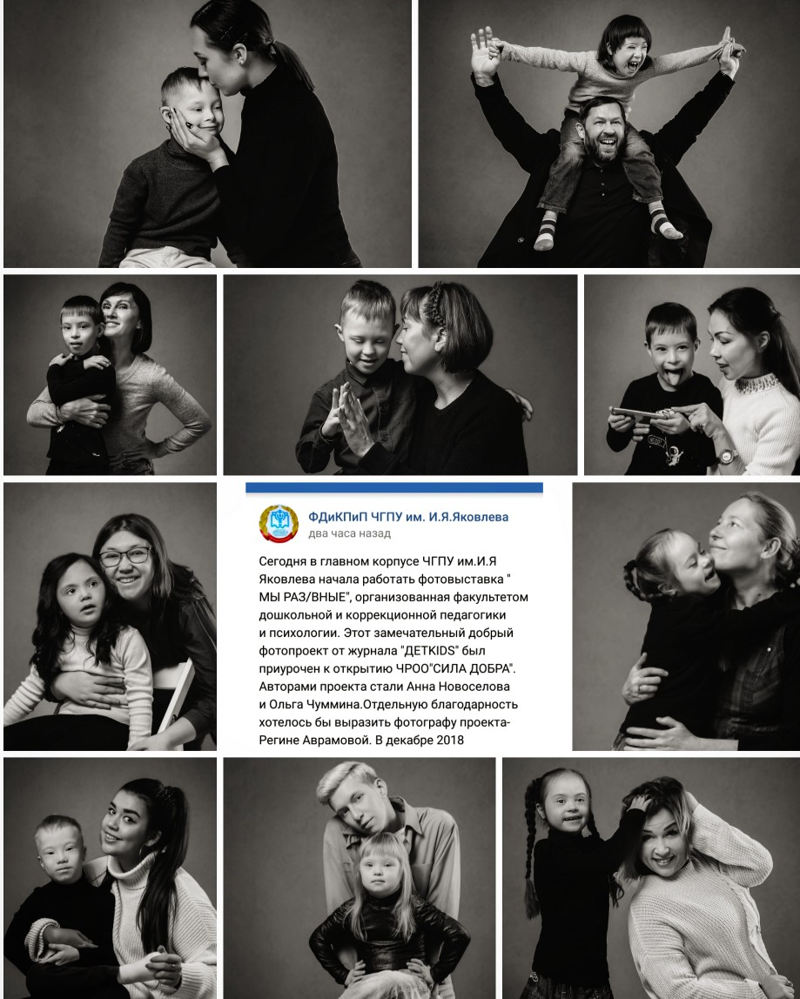 ФДиКПиП ЧГПУ им. И.Я.Яковлева
два часа назад
Сегодня в главном корпусе ЧГПУ им.И.Я
Яковлева начала работать фотовыставка "
МЫ РАЗ/ВНЫЕ", организованная факультетом
дошкольной и коррекционной педагогики
и психологии. Этот замечательный добрый
фотопроект от журнала "ДЕТKIDS" был
приурочен к открытию ЧРОО"СИЛА ДОБРА".
Авторами проекта стали Анна Новоселова
и Ольга Чуммина.Отдельную благодарность
хотелось бы выразить фотографу проекта-
Регине Аврамовой. В декабре 2018